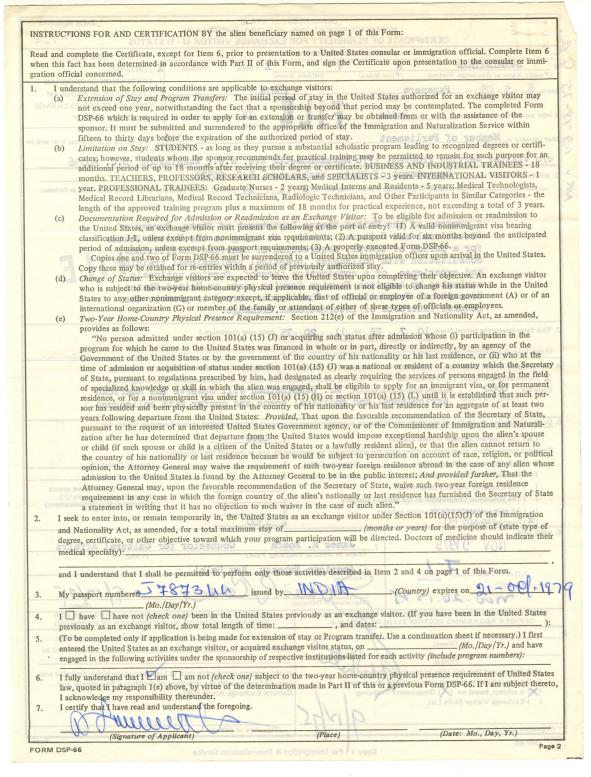 INSTRUCTIONS FOR AND CERTIFICATION BY the alien beneficiary named on page 1 of this Form:
Read and complete the Certificate, except for Item 6, prior to presentation to a United States consular or immigration official. Complete Item 6
when this fact has been determined in accordance with Part II of this Form, and sign the Certificate upon presentation to the consular or immi-
gration official concerned.
1. I understand that the following conditions are applicable to exchange visitors:
(a) Extension of Stay and Program Transfers: The initial period of stay in the United States authorized for an exchange visitor may
not exceed one year, notwithstanding the fact that a sponsorship beyond that period may be contemplated. The completed Form
DSP-66 which is required in order to apply for an extension or transfer may be obtained from or with the assistance of the
sponsor. It must be submitted and surrendered to the appropriate office of the Immigration and Naturalization Service within
fifteen to thirty days before the expiration of the authorized period of stay.
(b) Limitation on Stay: STUDENTS - as long as they pursue a substantial scholastic program leading to recognized degrees or certifi-
cates; however, students whom the sponsor recommends for practical training may be permitted to remain for such purpose for an
additional period of up to 18 months after receiving their degree or certificate. BUSINESS AND INDUSTRIAL TRAINEES - 18
months. TEACHERS, PROFESSORS, RESEARCH SCHOLARS, and SPECIALISTS - 3 years. INTERNATIONAL VISITORS - 1
year. PROFESSIONAL TRAINEES: Graduate Nurses - 2 years; Medical Interns and Residents - 5 years; Medical Technologists,
Medical Record Librarians, Medical Record Technicians, Radiologic Technicians, and Other Participants in Similar Categories - the
length of the approved training program plus a maximum of 18 months for practical experience, not exceeding a total of 3 years.
(c) Documentation Required for Admission or Readmission at an Exchange Visitor: To be eligible for admission or readmission to
the United States, an exchange visitor must present the following at the port of entry: (1) A valid nonimmigrant visa bearing
classification J-1, unless exempt from nonimmigrant visa requirements; (2) A passport valid for six months beyond the anticipated
period of admission, unless exempt from passport requirements; (3) A properly executed Form DSP-66.
Copies one and two of Form DSP-66 must be surrendered to a United States immigration officer upon arrival in the United States.
Copy three may be retained for re-entries within a period of previously authorized stay.
(d) Change of Status: Exchange visitors are expected to leave the United States upon completing their objective. An exchange visitor
who is subject to the two-year home-country physical presence requirement is not eligible to change his status while in the United
States to any other nonimmigrant category except, if applicable, that of official or employee of a foreign government (A) or of an
international organization (G) or member of the family or attendant of either of these types of officials or employees.
(e) Two-Year Home-Country Physical Presence Requirement: Section 212(e) of the Immigration and Nationality Act, as amended,
provides as follows:
"No person admitted under section 101(a) (15) (J) or acquiring such status after admission whose (i) participation in the
program for which he came to the United States was financed in whole or in part, directly or indirectly, by an agency of the
Government of the United States or by the government of the country of his nationality or his last residence, or (ii) who at the
time of admission or acquisition of status under section 101(a) (15) (J) was a national or resident of a country which the Secretary
of State, pursuant to regulations prescribed by him, had designated as clearly requiring the services of persons engaged in the field
of specialized knowledge or skill in which the alien was engaged, shall be eligible to apply for an immigrant visa, or for permanent
residence, or for a nonimmigrant visa under section 101(a) (15) (H) or section 101(a) (15) (L) until it is established that such per-
son has resided and been physically present in the country of his nationality or his last residence for an aggregate of at least two
years following departure from the United States: Provided, That upon the favorable recommendation of the Secretary of State,
pursuant to the request of an interested United States Government agency, or of the Commissioner of Immigration and Naturali-
zation after he has determined that departure from the United States would impose exceptional hardship upon the alien's spouse
or child (if such spouse or child is a citizen of the United States or a lawfully resident alien), or that the alien cannot return to
the country of his nationality or last residence because he would be subject to persecution on account of race, religion, or political
opinion, the Attorney General may waive the requirement of such two-year foreign residence abroad in the case of any alien whose
admission to the United States is found by the Attorney General to be in the public interest; And provided further, That the
Attorney General may, upon the favorable recommendation of the Secretary of State, waive such two-year foreign residence
requirement in any case in which the foreign country of the alien's nationally or last residence has furnished the Secretary of State
a statement in writing that it has no objection to such waiver in the case of such alien."
2. I seek to enter into, or remain temporarily in, the United States as an exchange visitor under Section 101(a)(15)(J) of the Immigration
and Nationality Act, as amended, for a total maximum stay of (months or years) for the purpose of (state type of
degree, certificate, or other objective toward which your program participation will be directed. Doctors of medicine should indicate their
medical specialty):
and I understand that I shall be permitted to perform only those activities described in Item 2 and 4 on page 1 of this Form.
3. My passport numbered J787344 issued by INDIA (Country) expires on 21-Oct.1979
(Mo./Day/Yr.)
4. I have have not (check one) been in the United States previously as an exchange visitor. (If you have been in the United States
previously as an exchange visitor, show total length of time: , and dates: ):
5. (To be completed only if application is being made for extension of stay or Program transfer. Use a continuation sheet if necessary.) I first
entered the United States as an exchange visitor, or acquired exchange visitor status, on (Mo./Day/Yr.) and have
engaged in the following activities under the sponsorship of respective institutions listed for each activity (include program numbers):
6. I fully understand that I am am not (check one) subject to the two-year home-country physical presence requirement of United States
law, quoted in paragraph 1(e) above, by virtue of the determination made in Part II of this or a previous Form DSP-66. If I am subject thereto,
I acknowledge my responsibility thereunder.
7. I certify that I have read and understand the foregoing.
(Signature of Applicant) (Place) (Date: Mo., Day, Yr.)
FORM DSP-66 Page 2